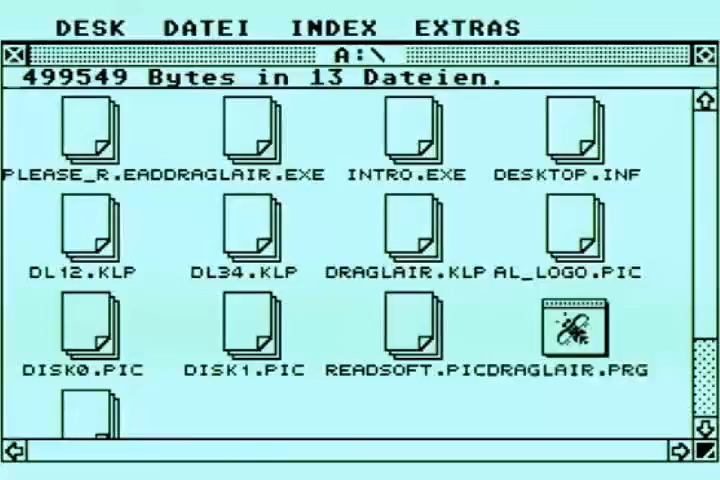 DESK DATEI INDEX EXTRAS
A:\
499549 Bytes in 13 Dateien.
PLEASE_R.EAD DRAGLAIR.EXE INTRO.EXE DESKTOP.INF
DL12.KLP DL34.KLP DRAGLAIR.KLP AL_LOGO.PIC
DISK0.PIC DISK1.PIC READSOFT.PIC DRAGLAIR.PRG